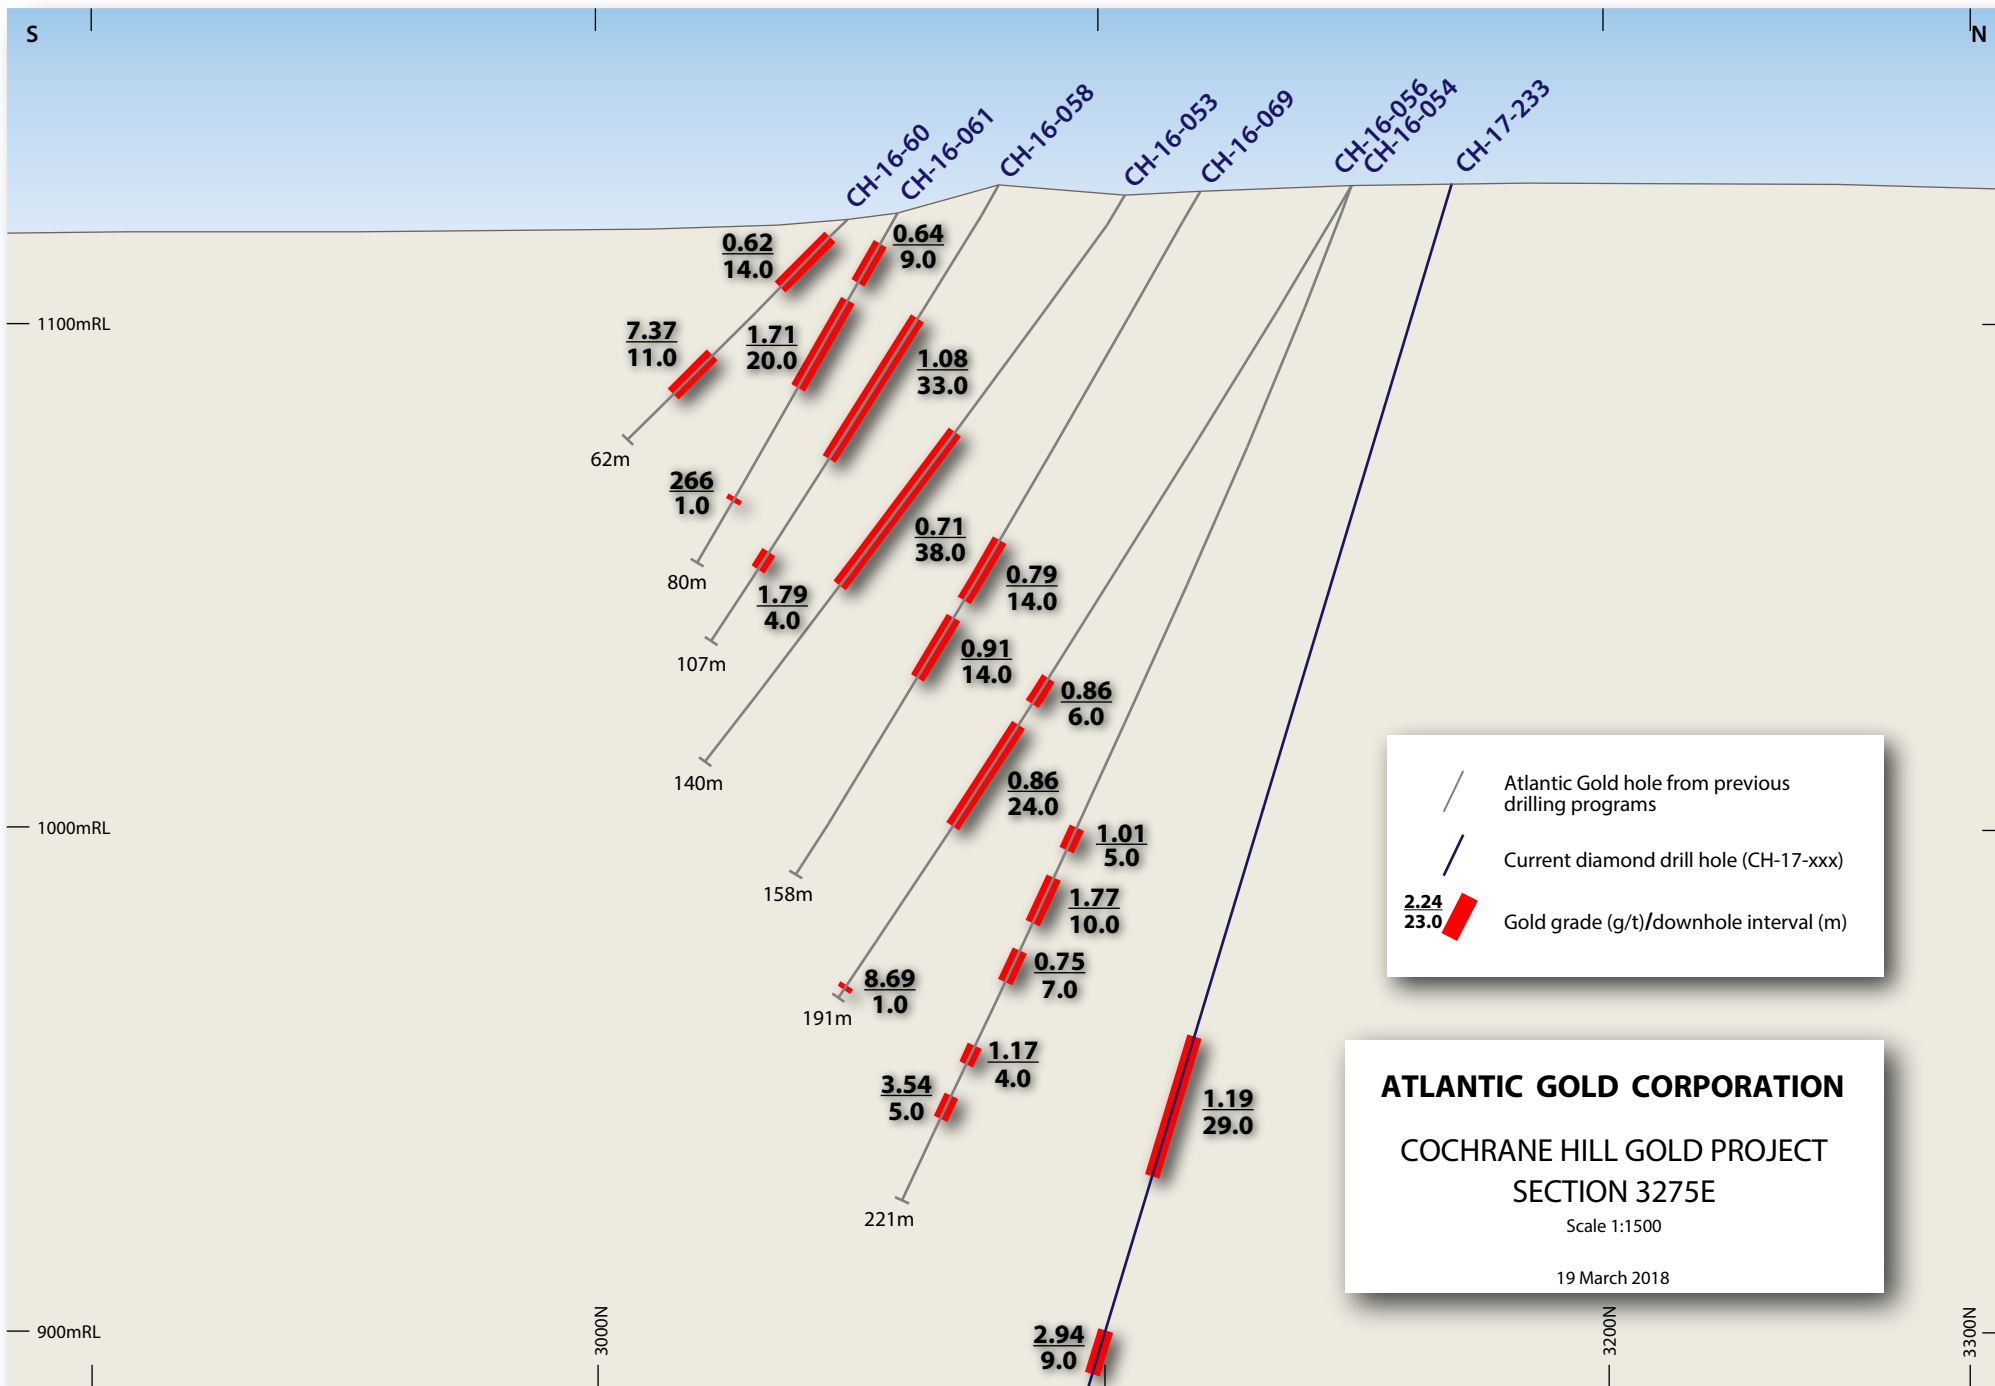 S
N
CH-16-60
CH-16-061
CH-16-058
CH-16-053
CH-16-069
CH-16-056
CH-16-054
CH-17-233
0.62
14.0
0.64
9.0
1100mRL
7.37
11.0
1.71
20.0
1.08
33.0
62m
266
1.0
0.71
38.0
80m
1.79
4.0
0.79
14.0
107m
0.91
14.0
0.86
6.0
140m
0.86
24.0
1000mRL
1.01
5.0
158m
1.77
10.0
0.75
7.0
8.69
1.0
191m
1.17
4.0
3.54
5.0
1.19
29.0
221m
Atlantic Gold hole from previous
drilling programs
Current diamond drill hole (CH-17-xxx)
2.24
23.0
Gold grade (g/t)/downhole interval (m)
ATLANTIC GOLD CORPORATION
COCHRANE HILL GOLD PROJECT
SECTION 3275E
Scale 1:1500
19 March 2018
900mRL
3000N
2.94
9.0
3200N
3300N